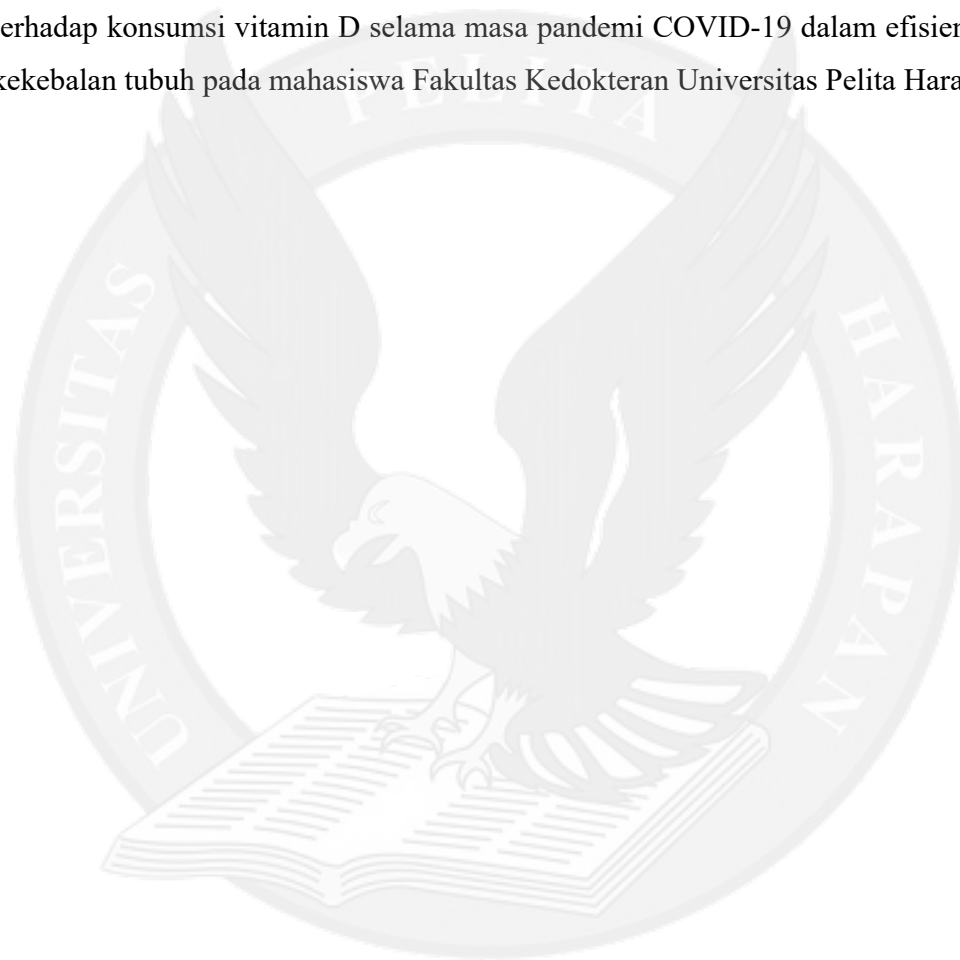 erhadap konsumsi vitamin D selama masa pandemi COVID-19 dalam efisien
kekebalan tubuh pada mahasiswa Fakultas Kedokteran Universitas Pelita Hara
PELITA
UNIVERSITAS
HARAPAN